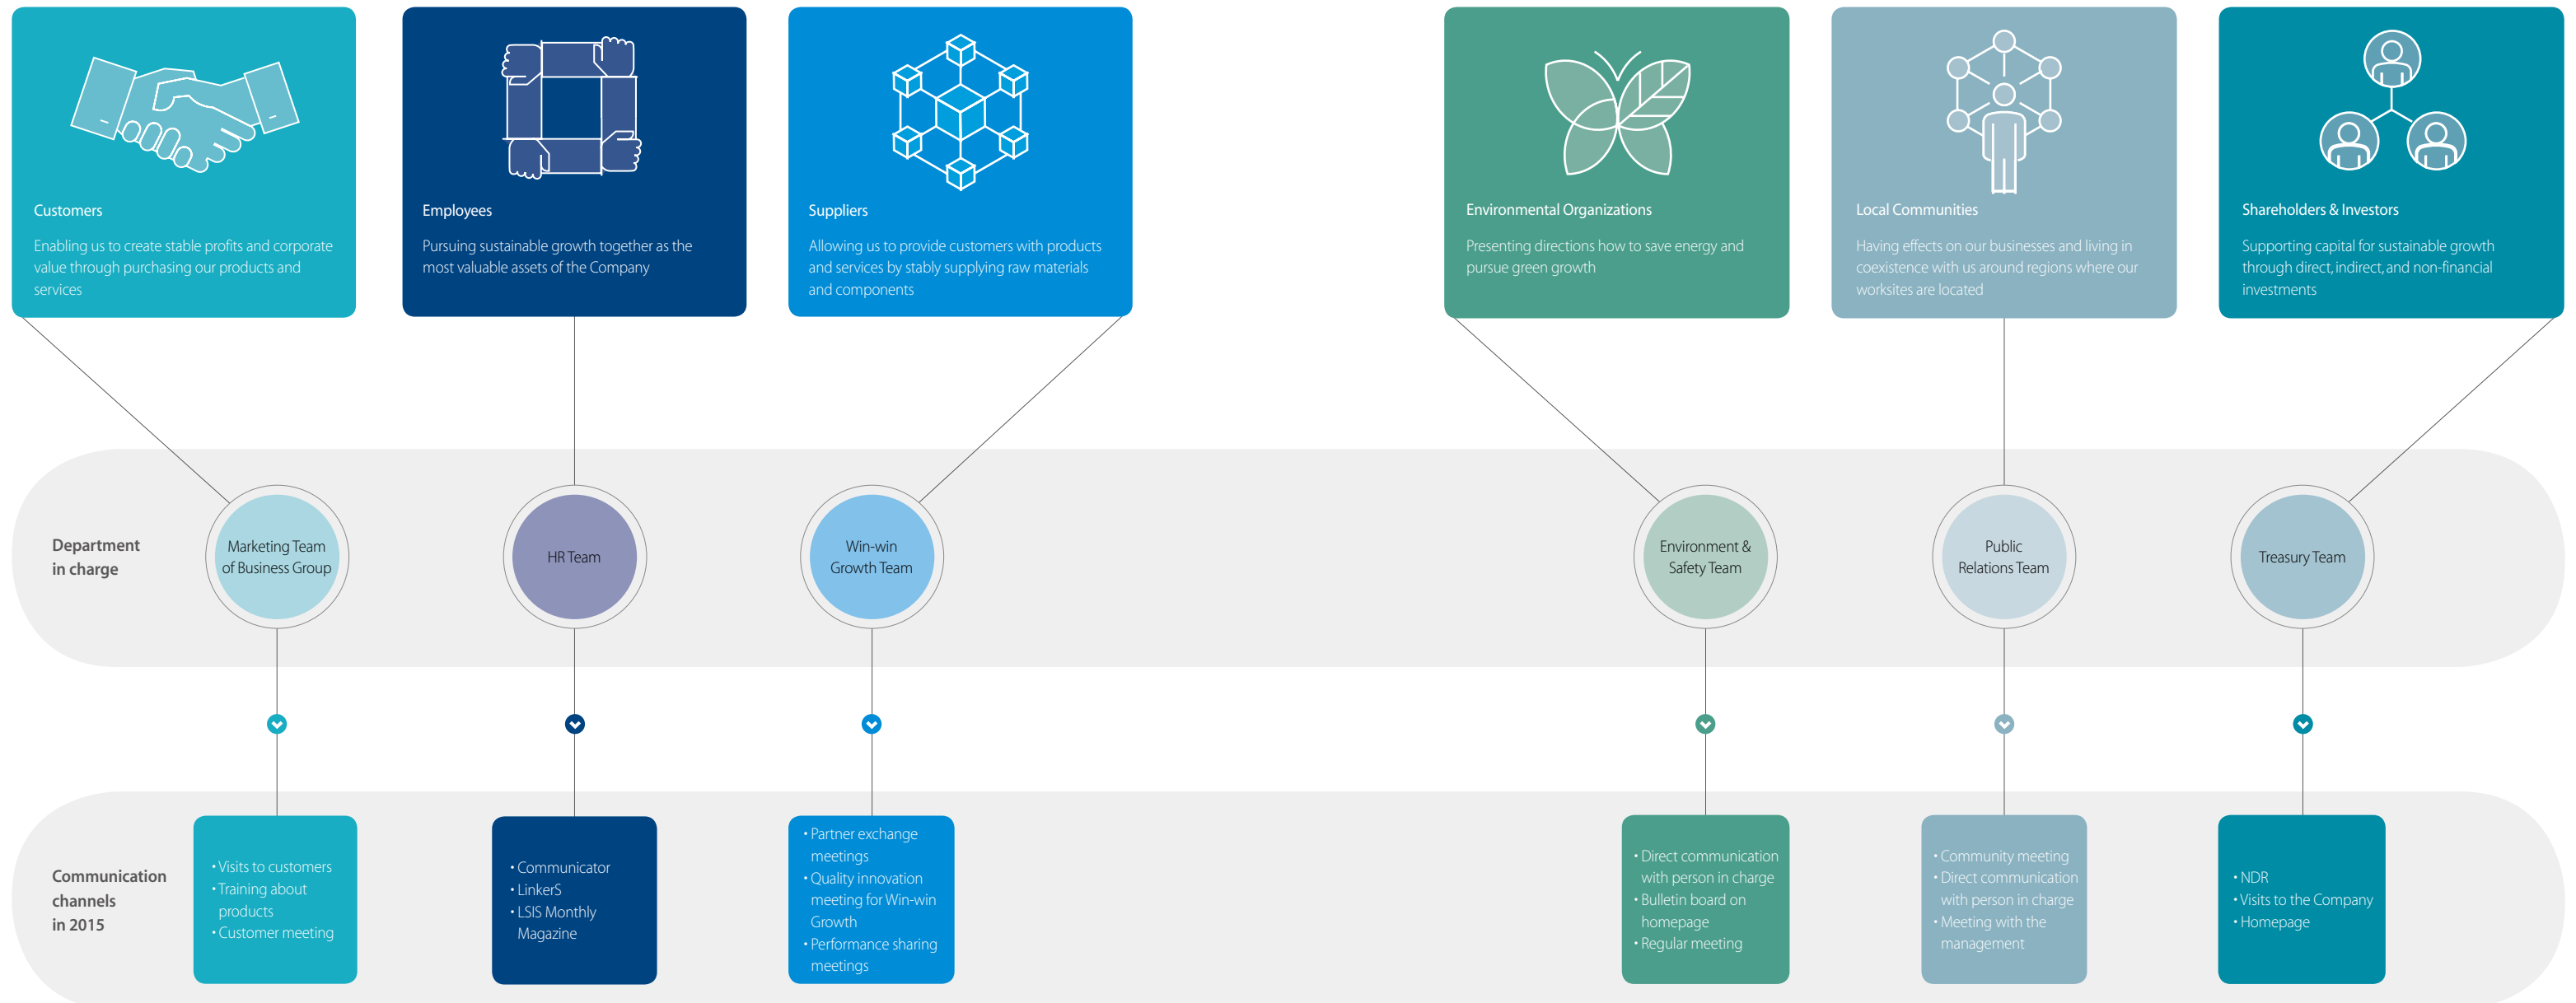 Customers
Enabling us to create stable profits and corporate
value through purchasing our products and
services
Employees
Pursuing sustainable growth together as the
most valuable assets of the Company
Suppliers
Allowing us to provide customers with products
and services by stably supplying raw materials
and components
Environmental Organizations
Presenting directions how to save energy and
pursue green growth
Local Communities
Having effects on our businesses and living in
coexistence with us around regions where our
worksites are located
Shareholders & Investors
Supporting capital for sustainable growth
through direct, indirect, and non-financial
investments
Department
in charge
Marketing Team
of Business Group
HR Team
Win-win
Growth Team
Environment &
Safety Team
Public
Relations Team
Treasury Team
Communication
channels
in 2015
• Visits to customers
• Training about
products
• Customer meeting
• Communicator
• LinkerS
• LSIS Monthly
Magazine
• Partner exchange
meetings
• Quality innovation
meeting for Win-win
Growth
• Performance sharing
meetings
• Direct communication
with person in charge
• Bulletin board on
homepage
• Regular meeting
• Community meeting
• Direct communication
with person in charge
• Meeting with the
management
• NDR
• Visits to the Company
• Homepage